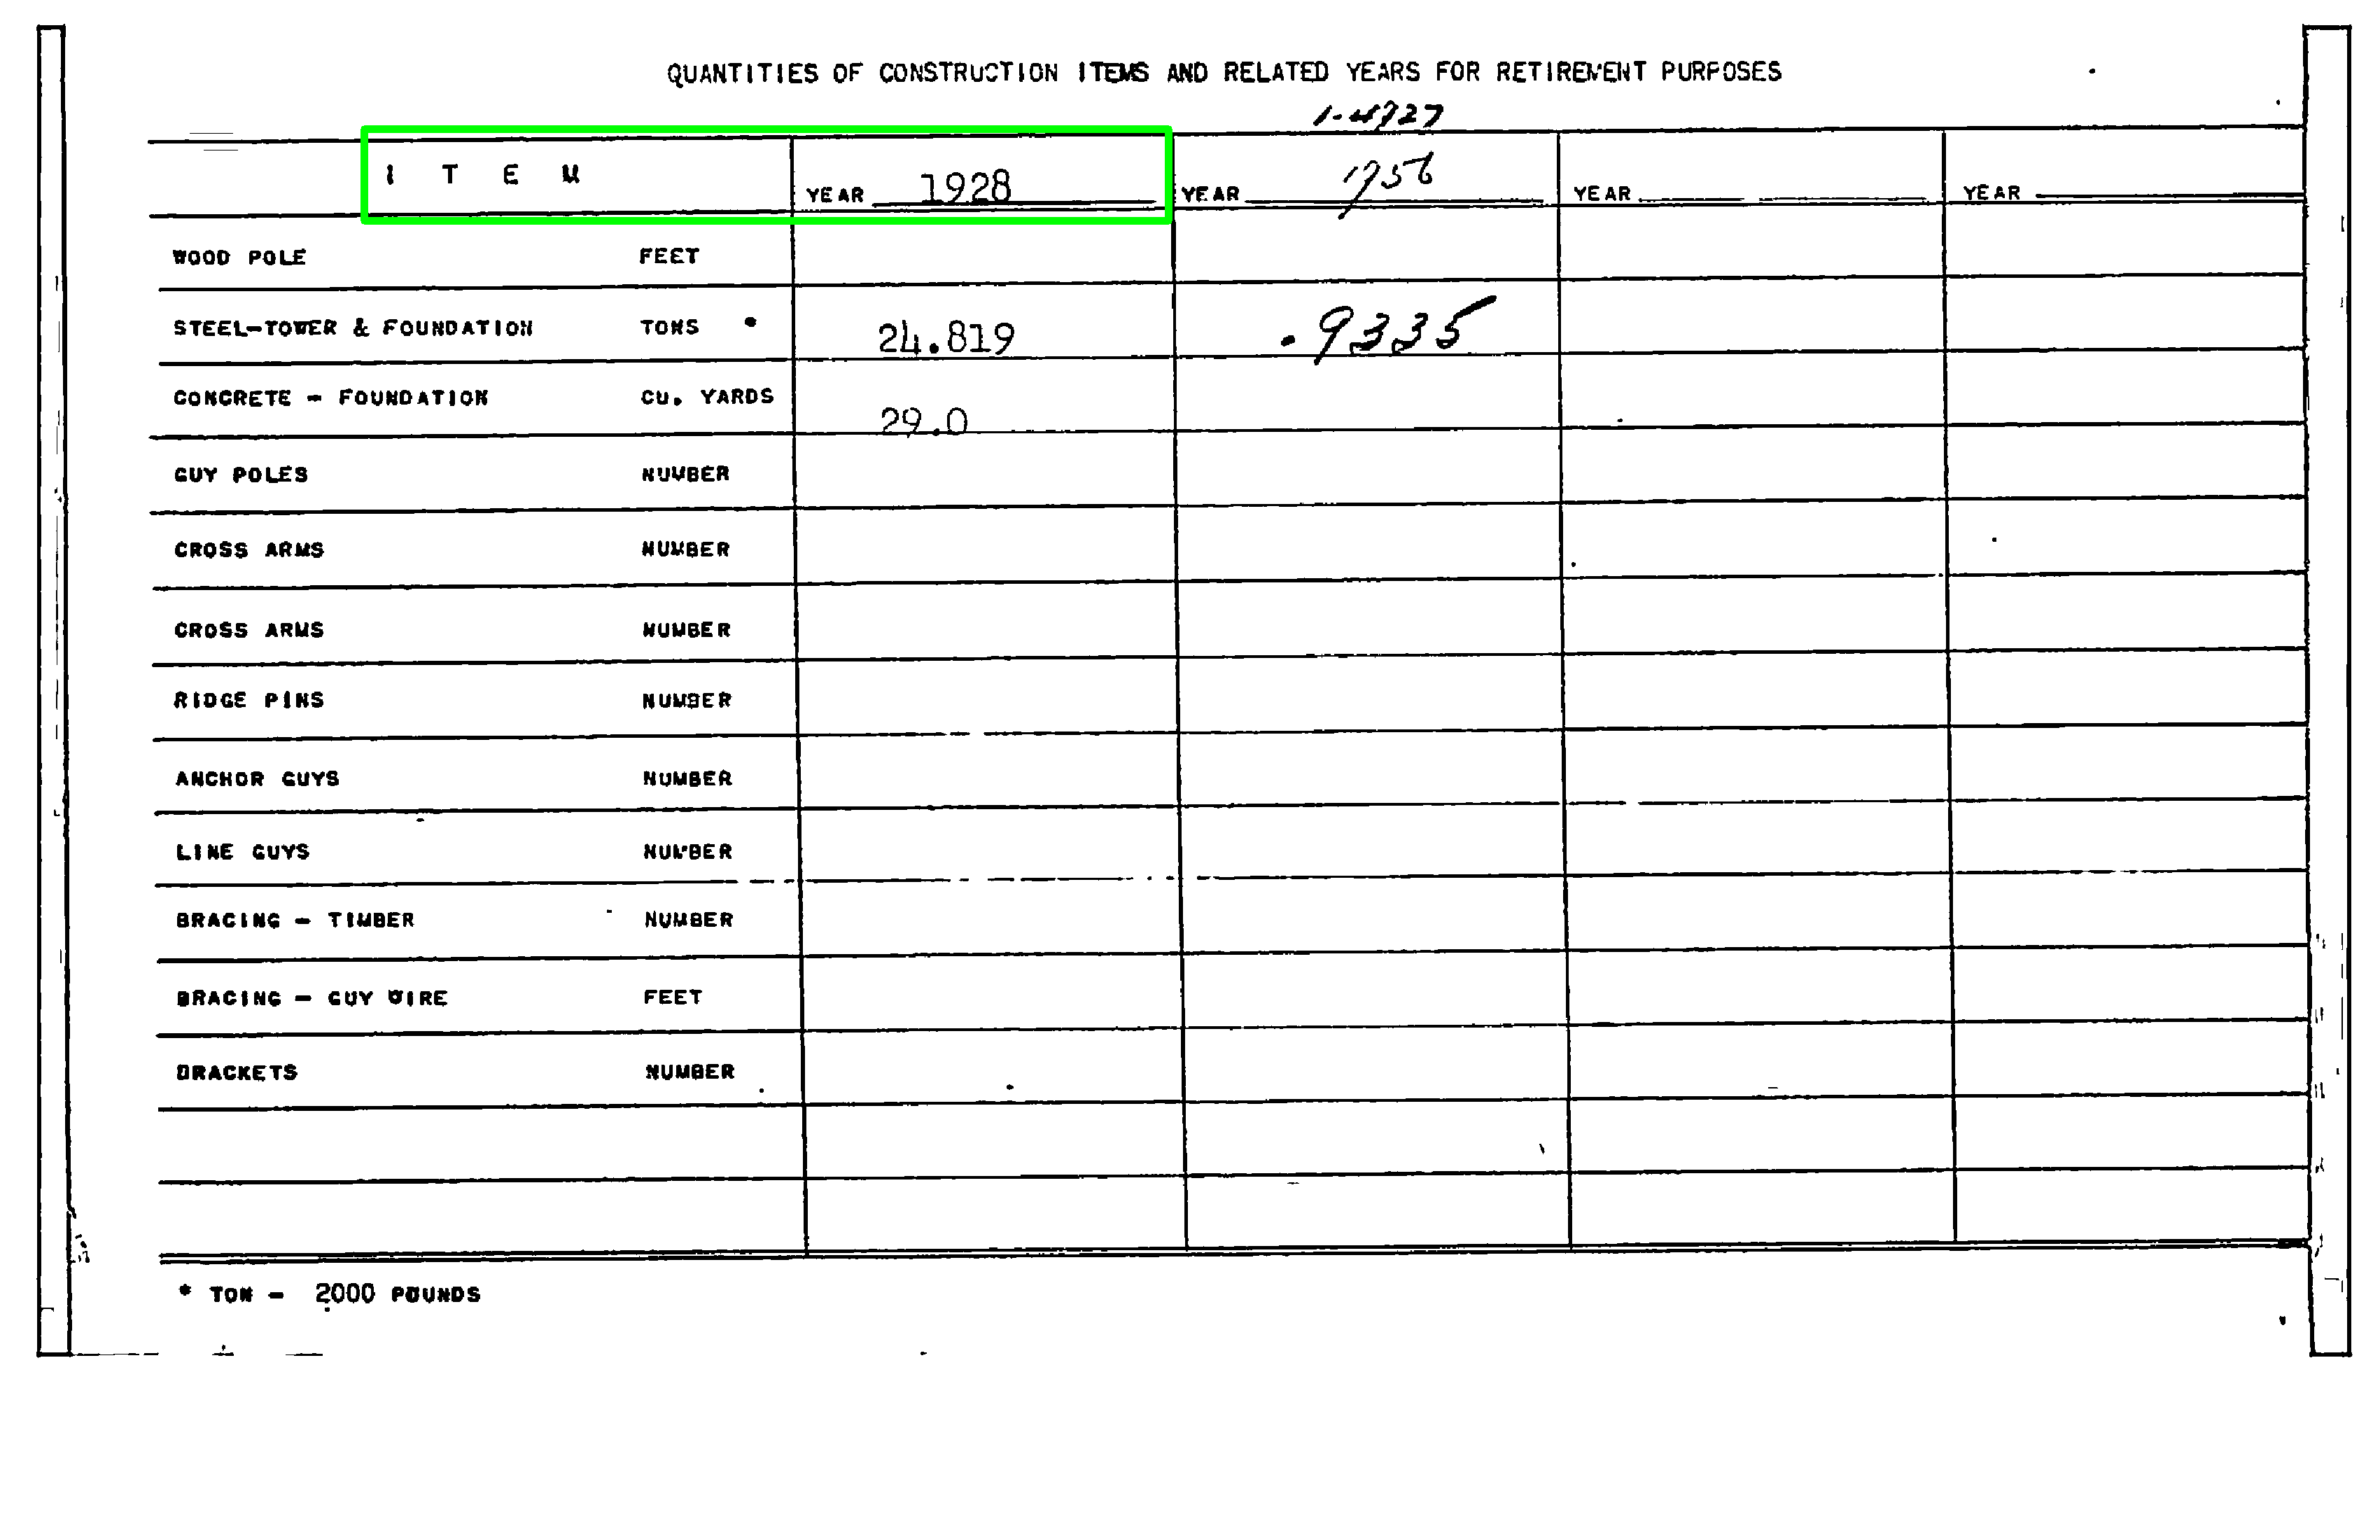 QUANTITIES OF CONSTRUCTION ITEMS AND RELATED YEARS FOR RETIREMENT PURPOSES
1-4927
I T E M YEAR 1928 YEAR 1956 YEAR YEAR
WOOD POLE FEET
STEEL-TOWER & FOUNDATION TONS * 24.819 .9335
CONCRETE - FOUNDATION CU. YARDS 29.0
GUY POLES NUMBER
CROSS ARMS NUMBER
CROSS ARMS NUMBER
RIDGE PINS NUMBER
ANCHOR GUYS NUMBER
LINE GUYS NUMBER
BRACING - TIMBER NUMBER
BRACING - GUY WIRE FEET
BRACKETS NUMBER
* TON - 2000 POUNDS